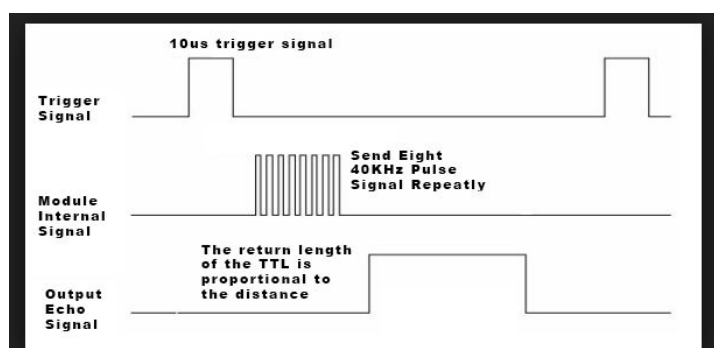 10us trigger signal
Trigger
Signal
Send Eight
40KHz Pulse
Signal Repeatly
Module
Internal
Signal
The return length
of the TTL is
proportional to
the distance
Output
Echo
Signal